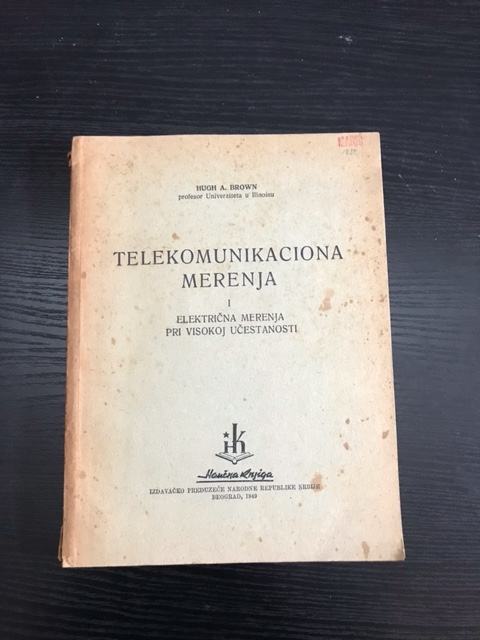 HUGH A. BROWN
profesor Univerziteta u Illinoisu
TELEKOMUNIKACIONA
MERENJA
I
ELEKTRIČNA MERENJA
PRI VISOKOJ UČESTANOSTI
Naučna Knjiga
IZDAVAČKO PREDUZEĆE NARODNE REPUBLIKE SRBIJE
BEOGRAD, 1949